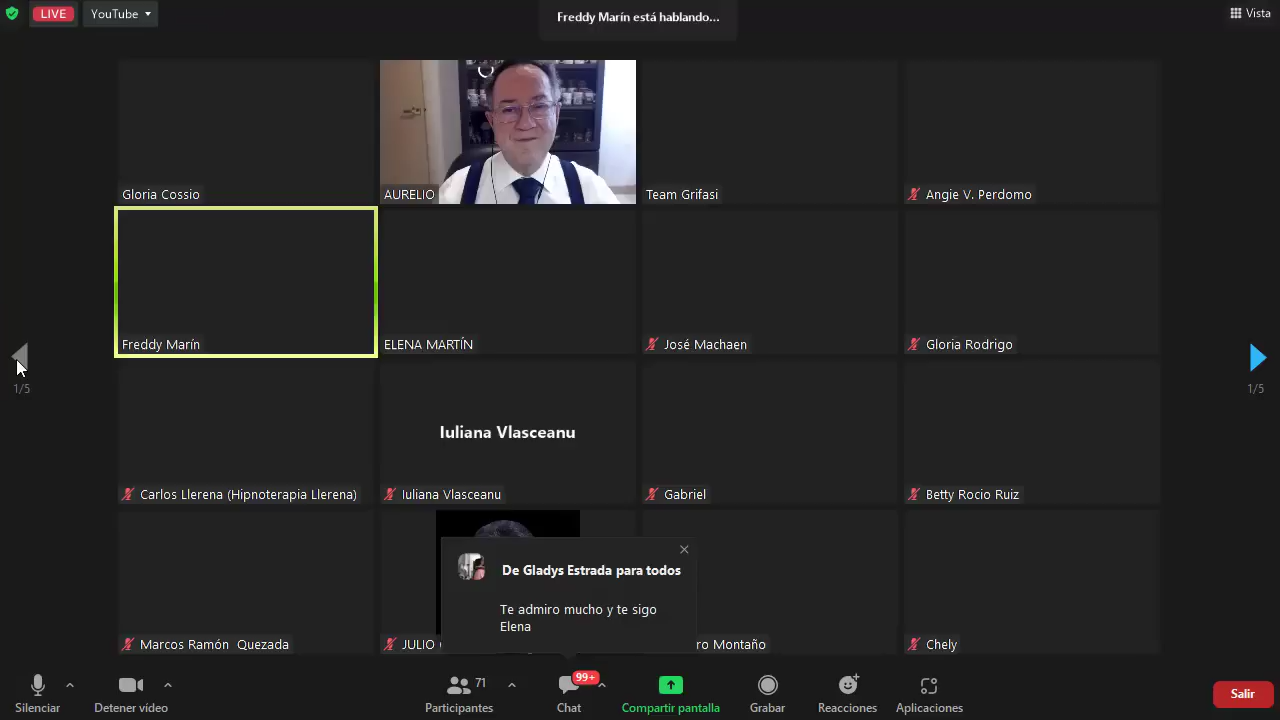 LIVE
YouTube
Freddy Marín está hablando...
Vista
Gloria Cossio
AURELIO
Team Grifasi
Angie V. Perdomo
Freddy Marín
ELENA MARTÍN
José Machaen
Gloria Rodrigo
1/5
1/5
Iuliana Vlasceanu
Carlos Llerena (Hipnoterapia Llerena)
Iuliana Vlasceanu
Gabriel
Betty Rocio Ruiz
De Gladys Estrada para todos
Te admiro mucho y te sigo
Elena
Marcos Ramón Quezada
JULIO
Montaño
Chely
71
99+
Silenciar
Detener vídeo
Participantes
Chat
Compartir pantalla
Grabar
Reacciones
Aplicaciones
Salir